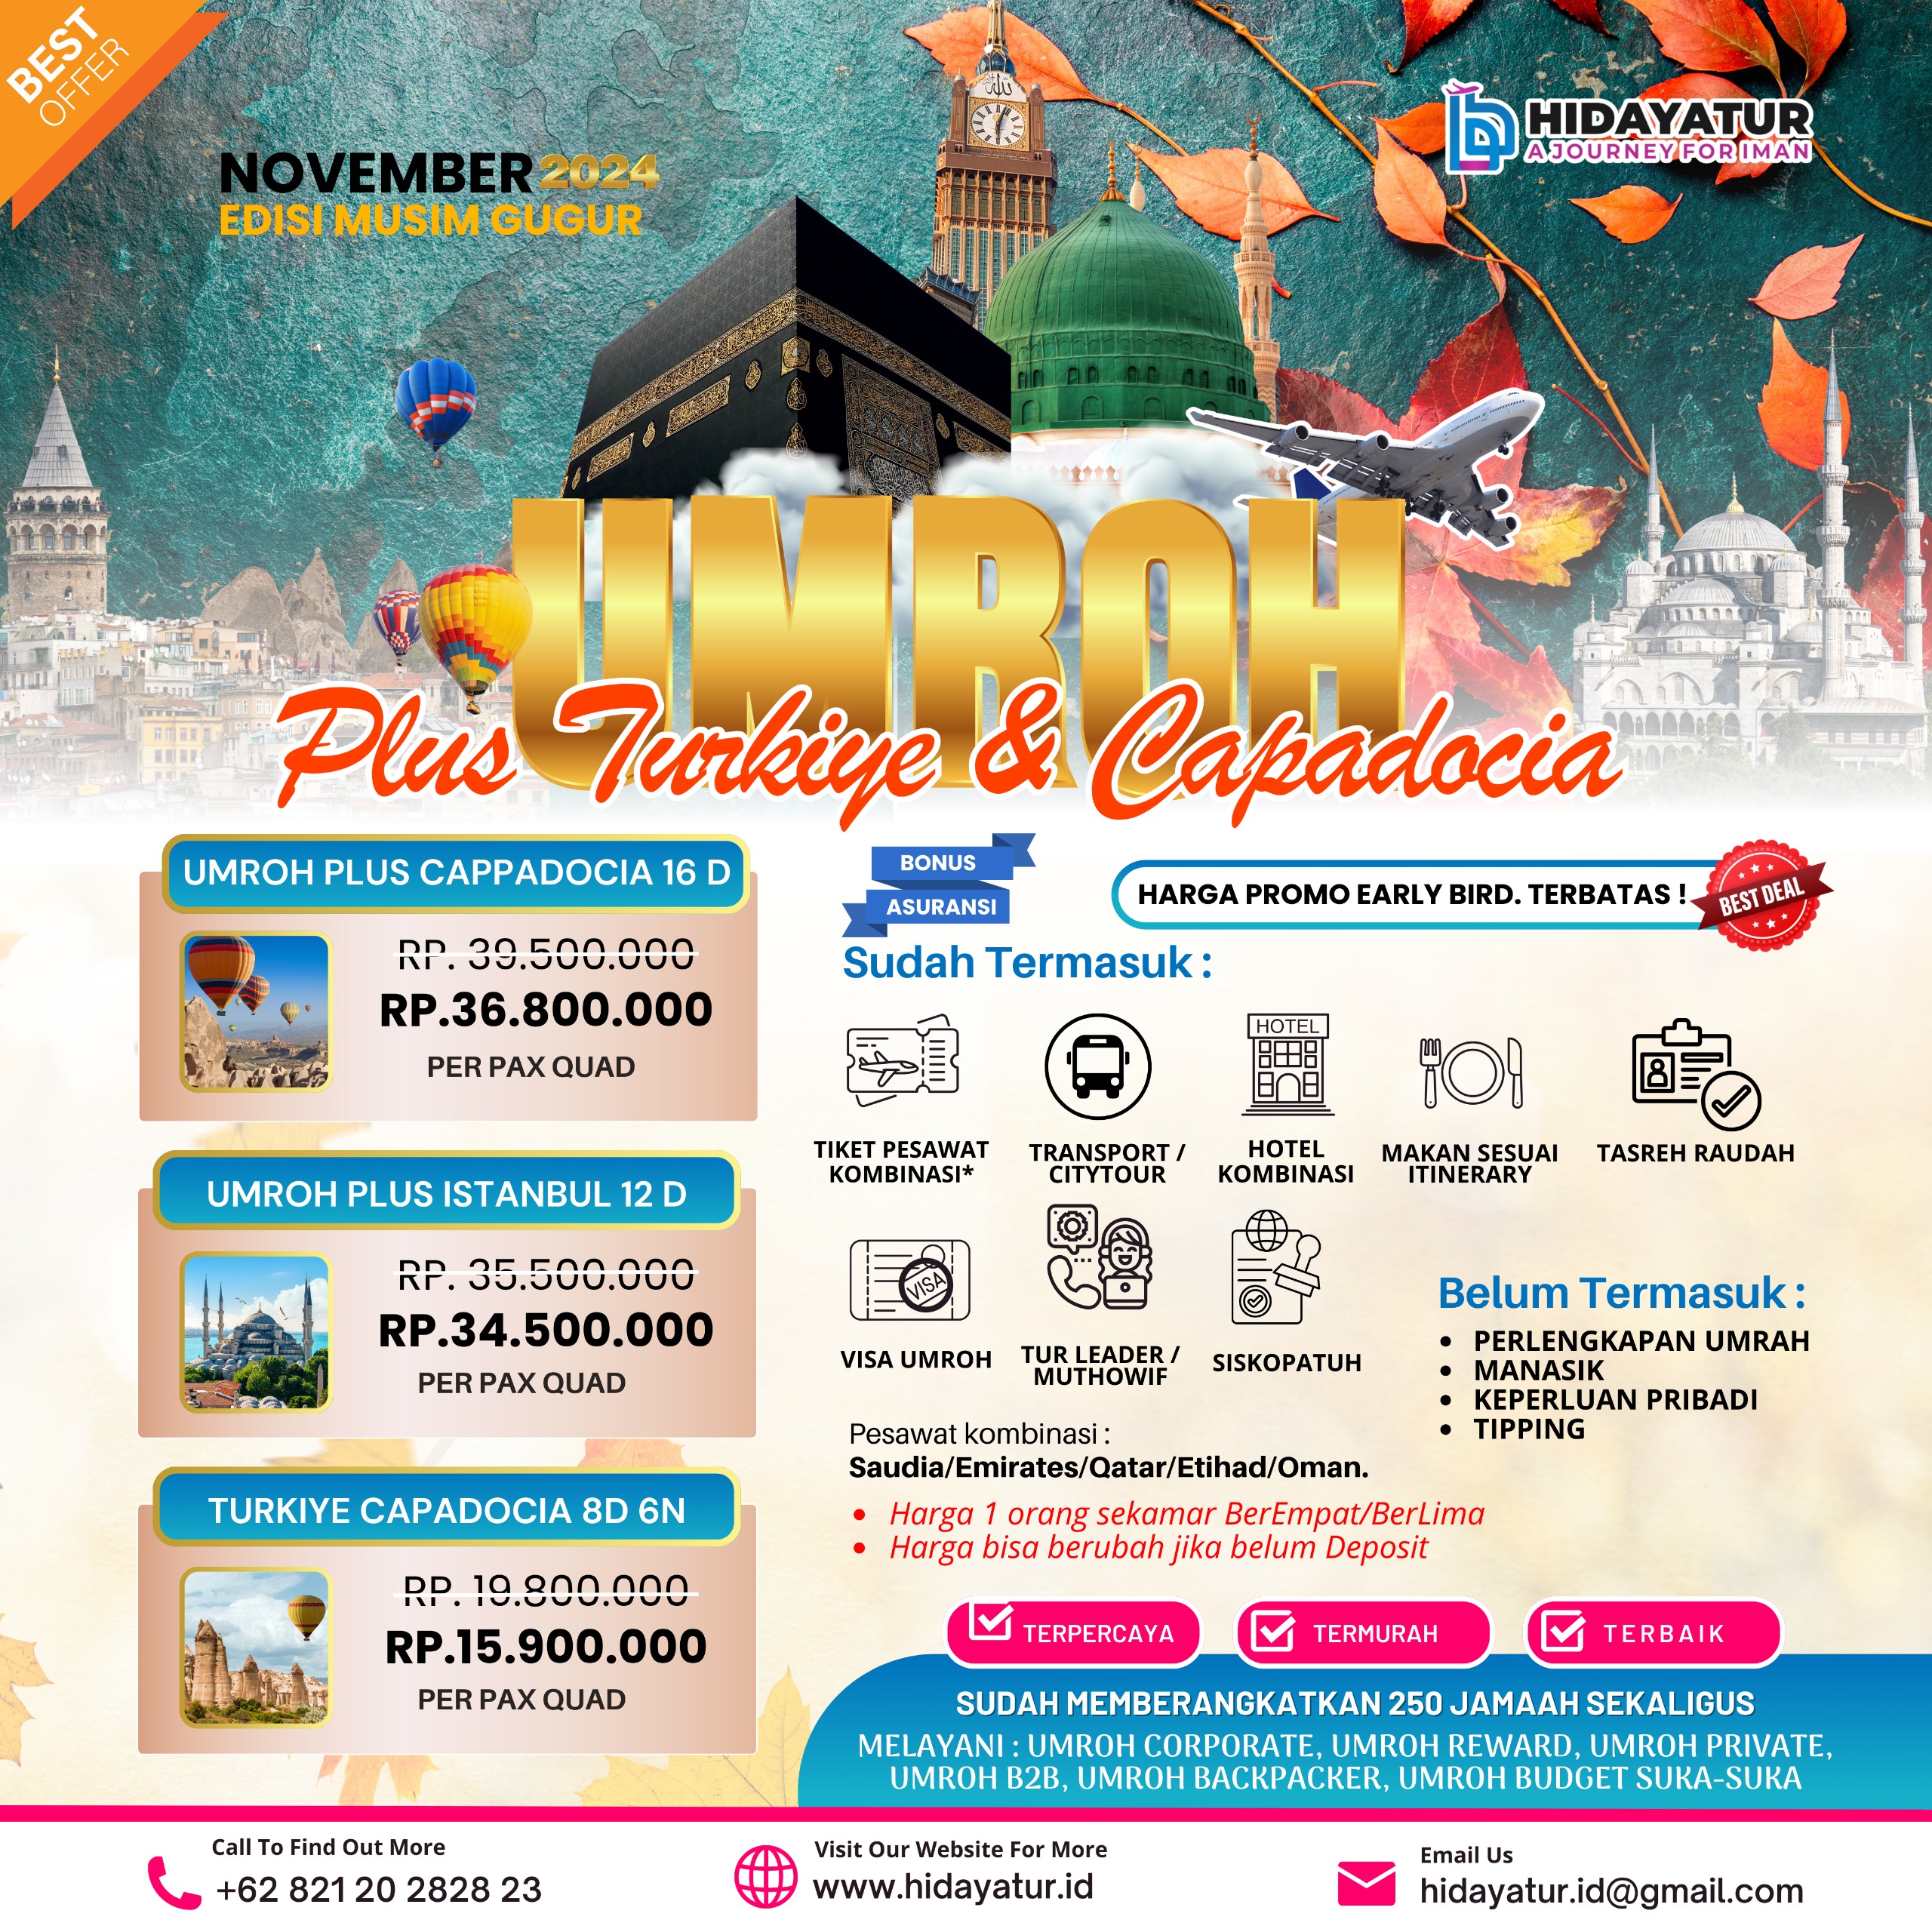 BEST
OFFER
NOVEMBER 2024
EDISI MUSIM GUGUR
HIDAYATUR
A JOURNEY FOR IMAN
UMROH
Plus Turkiye & Capadocia
UMROH PLUS CAPPADOCIA 16 D
RP. 39.500.000
RP.36.800.000
PER PAX QUAD
UMROH PLUS ISTANBUL 12 D
RP. 35.500.000
RP.34.500.000
PER PAX QUAD
TURKIYE CAPADOCIA 8D 6N
RP. 19.800.000
RP.15.900.000
PER PAX QUAD
BONUS
ASURANSI
HARGA PROMO EARLY BIRD. TERBATAS !
BEST DEAL
Sudah Termasuk :
HOTEL
TIKET PESAWAT
KOMBINASI*
TRANSPORT /
CITYTOUR
HOTEL
KOMBINASI
MAKAN SESUAI
ITINERARY
TASREH RAUDAH
VISA
VISA UMROH
TUR LEADER /
MUTHOWIF
SISKOPATUH
Belum Termasuk :
• PERLENGKAPAN UMRAH
• MANASIK
• KEPERLUAN PRIBADI
• TIPPING
Pesawat kombinasi :
Saudia/Emirates/Qatar/Etihad/Oman.
• Harga 1 orang sekamar BerEmpat/BerLima
• Harga bisa berubah jika belum Deposit
TERPERCAYA
TERMURAH
TERBAIK
SUDAH MEMBERANGKATKAN 250 JAMAAH SEKALIGUS
MELAYANI : UMROH CORPORATE, UMROH REWARD, UMROH PRIVATE,
UMROH B2B, UMROH BACKPACKER, UMROH BUDGET SUKA-SUKA
Call To Find Out More
+62 821 20 2828 23
Visit Our Website For More
www.hidayatur.id
Email Us
hidayatur.id@gmail.com